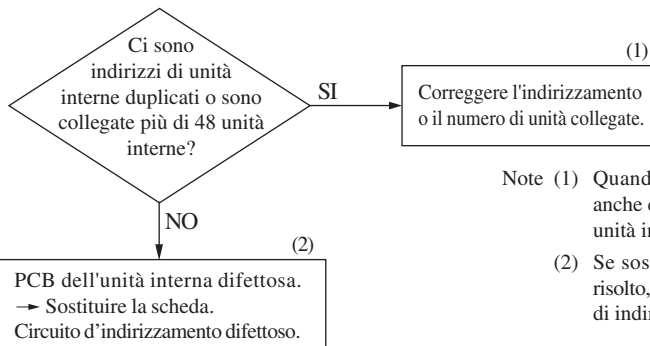 Ci sono
indirizzi di unità
interne duplicati o sono
collegate più di 48 unità
interne?
SI
(1)
Correggere l'indirizzamento
o il numero di unità collegate.
NO
(2)
PCB dell'unità interna difettosa.
→ Sostituire la scheda.
Circuito d’indirizzamento difettoso.
Note (1) Quand
anche
unità in
(2) Se sos
risolto,
di indi